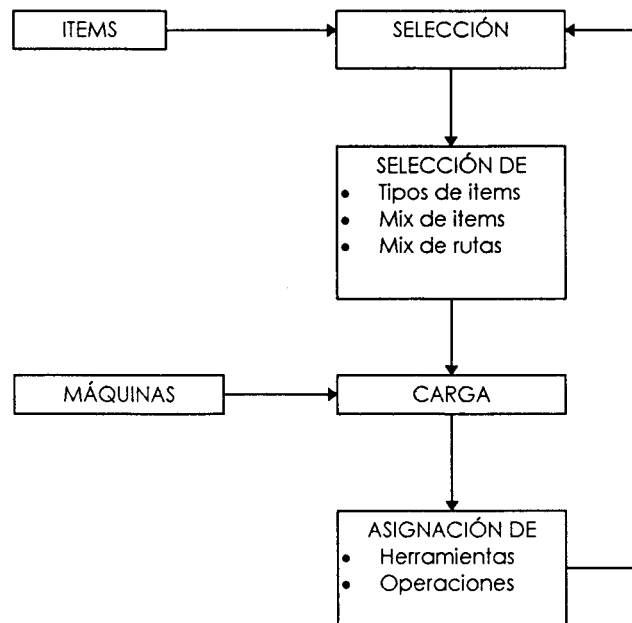 ITEMS
SELECCIÓN
SELECCIÓN DE
• Tipos de items
• Mix de items
• Mix de rutas
MÁQUINAS
CARGA
ASIGNACIÓN DE
• Herramientas
• Operaciones